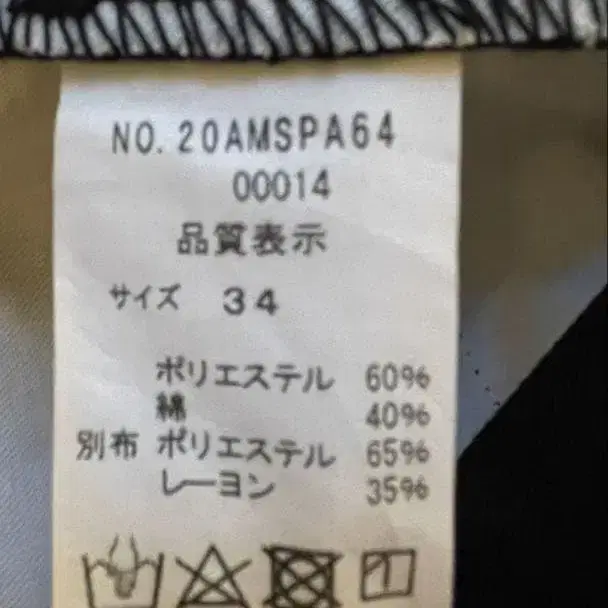 NO. 20AMSPA64
00014
品質表示
サイズ 34
ポリエステル 60%
綿 40%
別布 ポリエステル 65%
レーヨン 35%